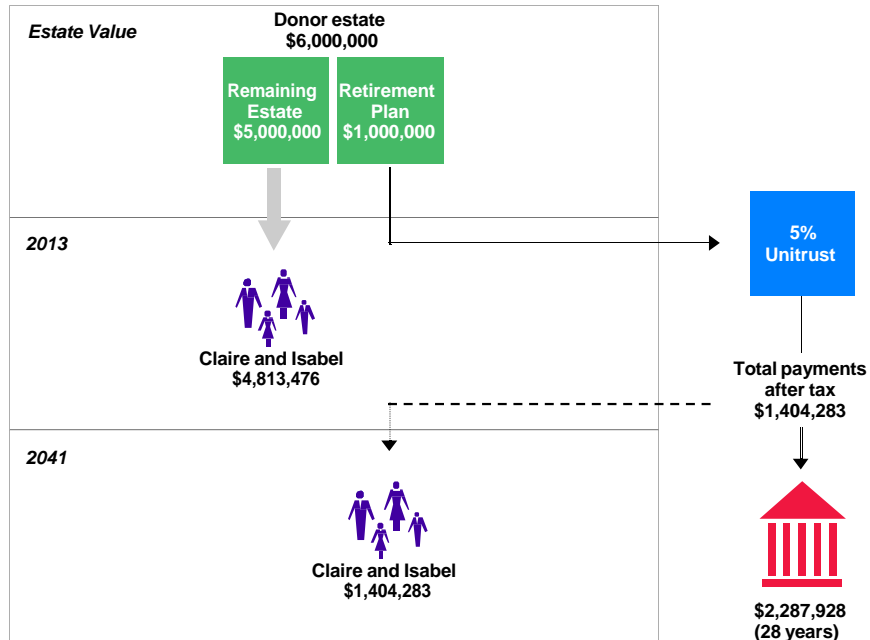 Estate Value
Donor estate
$6,000,000
Remaining
Estate
$5,000,000
Retirement
Plan
$1,000,000
2013
5%
Unitrust
Claire and Isabel
$4,813,476
Total payments
after tax
$1,404,283
2041
Claire and Isabel
$1,404,283
$2,287,928
(28 years)